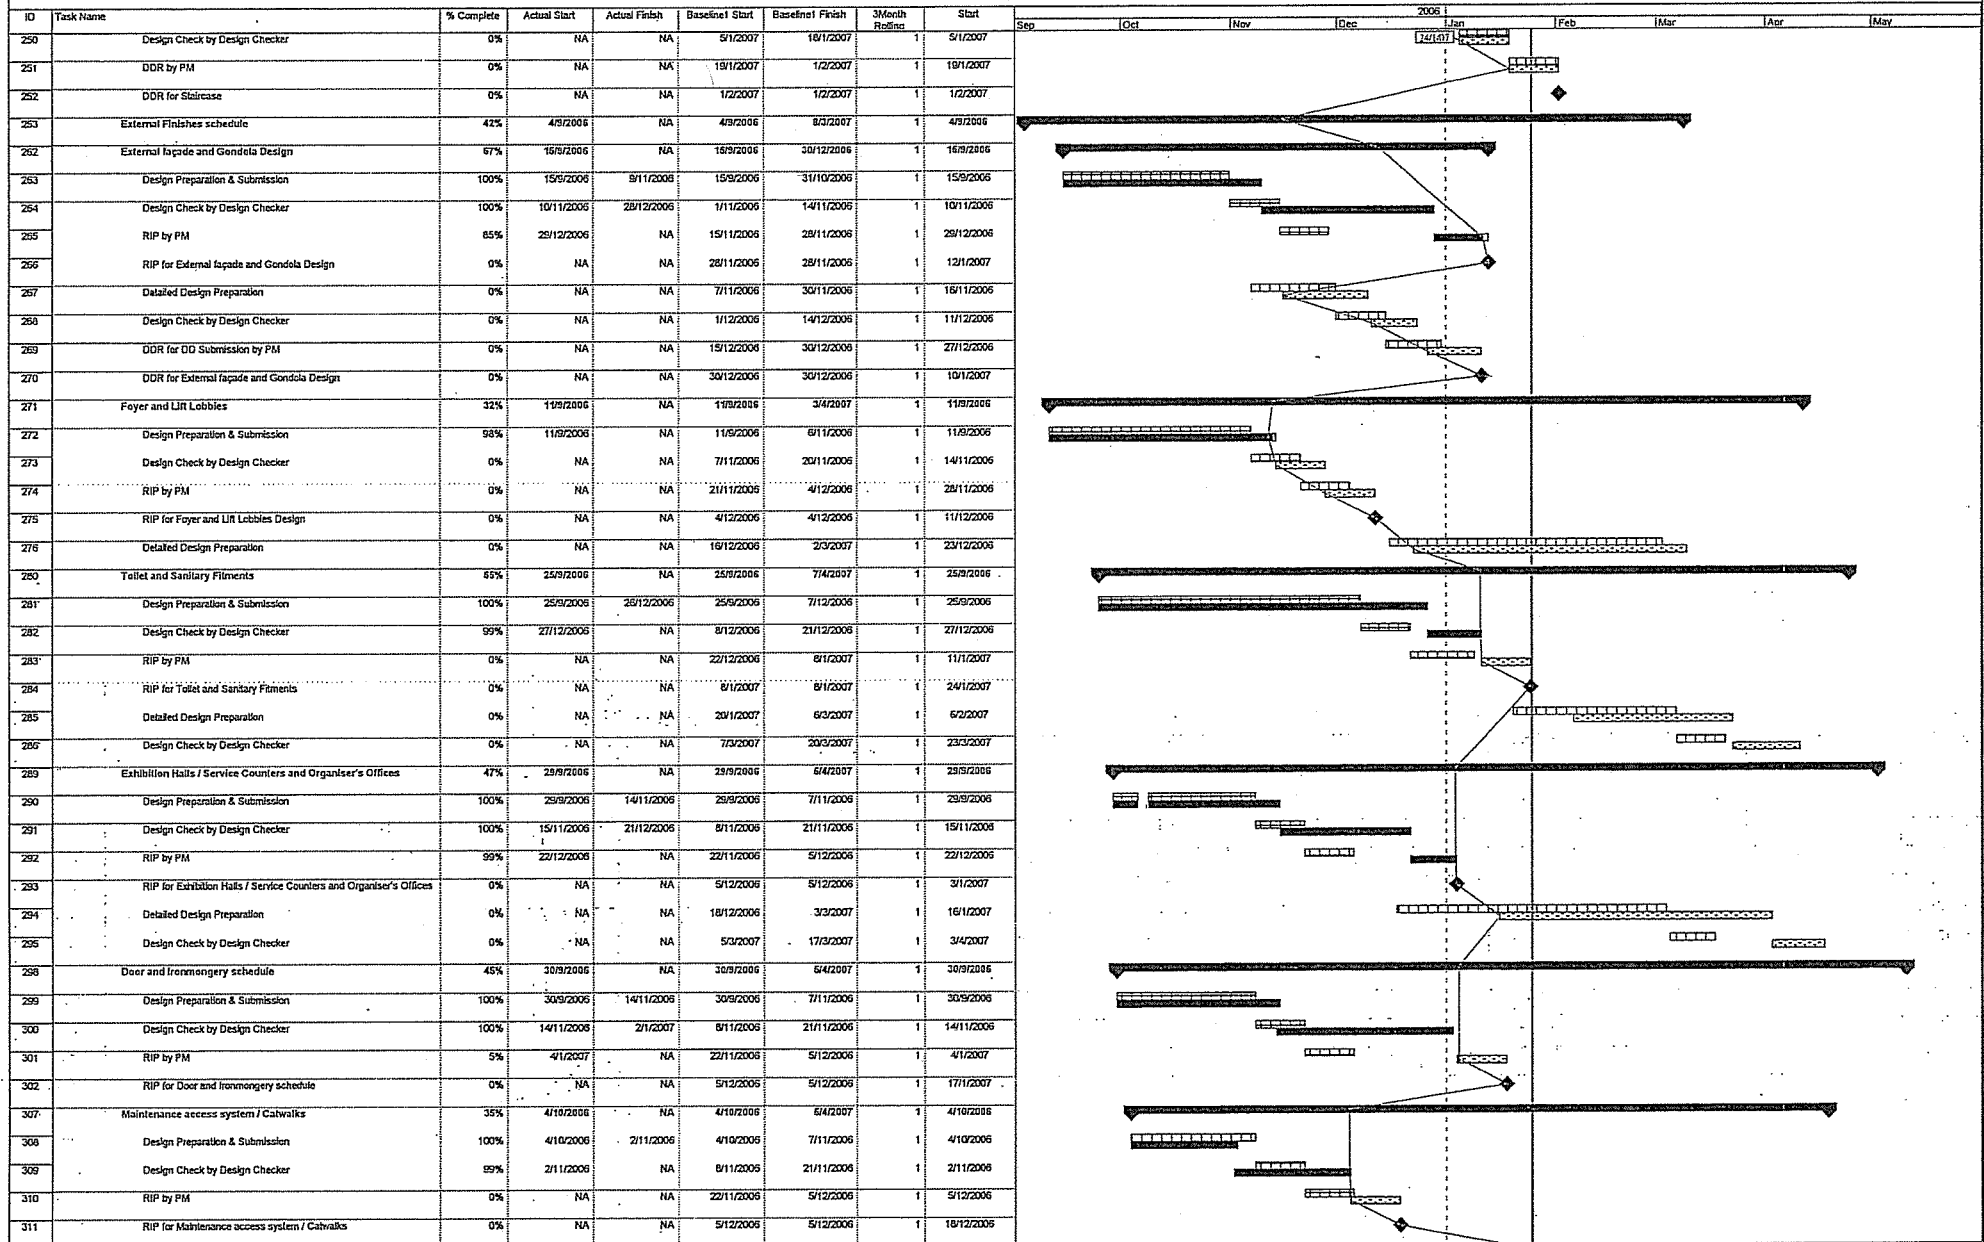 ID Task Name % Complete Actual Start Actual Finish Baseline1 Start Baseline1 Finish 3Month Rolling Start
2006
Sep Oct Nov Dec Jan Feb Mar Apr May
250 Design Check by Design Checker 0% NA NA 5/1/2007 18/1/2007 1 5/1/2007
251 DDR by PM 0% NA NA 19/1/2007 1/2/2007 1 19/1/2007
252 DDR for Staircase 0% NA NA 1/2/2007 1/2/2007 1 1/2/2007
253 External Finishes schedule 42% 4/9/2006 NA 4/9/2006 8/3/2007 1 4/9/2006
262 External façade and Gondola Design 67% 15/9/2006 NA 15/9/2006 30/12/2006 1 15/9/2006
263 Design Preparation & Submission 100% 15/9/2006 9/11/2006 15/9/2006 31/10/2006 1 15/9/2006
264 Design Check by Design Checker 100% 10/11/2006 28/12/2006 1/11/2006 14/11/2006 1 10/11/2006
265 RIP by PM 85% 29/12/2006 NA 15/11/2006 28/11/2006 1 29/12/2006
266 RIP for External façade and Gondola Design 0% NA NA 28/11/2006 28/11/2006 1 12/1/2007
267 Detailed Design Preparation 0% NA NA 7/11/2006 30/11/2006 1 16/11/2006
268 Design Check by Design Checker 0% NA NA 1/12/2006 14/12/2006 1 11/12/2006
269 DDR for DD Submission by PM 0% NA NA 15/12/2006 30/12/2006 1 27/12/2006
270 DDR for External façade and Gondola Design 0% NA NA 30/12/2006 30/12/2006 1 10/1/2007
271 Foyer and Lift Lobbies 32% 11/9/2006 NA 11/9/2006 3/4/2007 1 11/9/2006
272 Design Preparation & Submission 98% 11/9/2006 NA 11/9/2006 6/11/2006 1 11/9/2006
273 Design Check by Design Checker 0% NA NA 7/11/2006 20/11/2006 1 14/11/2006
274 RIP by PM 0% NA NA 21/11/2006 4/12/2006 1 28/11/2006
275 RIP for Foyer and Lift Lobbies Design 0% NA NA 4/12/2006 4/12/2006 1 11/12/2006
276 Detailed Design Preparation 0% NA NA 16/12/2006 2/3/2007 1 23/12/2006
280 Toilet and Sanitary Fitments 55% 25/9/2006 NA 25/9/2006 7/4/2007 1 25/9/2006
281 Design Preparation & Submission 100% 25/9/2006 26/12/2006 25/9/2006 7/12/2006 1 25/9/2006
282 Design Check by Design Checker 99% 27/12/2006 NA 8/12/2006 21/12/2006 1 27/12/2006
283 RIP by PM 0% NA NA 22/12/2006 8/1/2007 1 11/1/2007
284 RIP for Toilet and Sanitary Fitments 0% NA NA 8/1/2007 8/1/2007 1 24/1/2007
285 Detailed Design Preparation 0% NA NA 20/1/2007 6/3/2007 1 6/2/2007
286 Design Check by Design Checker 0% NA NA 7/3/2007 20/3/2007 1 23/3/2007
289 Exhibition Halls / Service Counters and Organiser's Offices 47% 29/9/2006 NA 29/9/2006 5/4/2007 1 29/9/2006
290 Design Preparation & Submission 100% 29/9/2006 14/11/2006 29/9/2006 7/11/2006 1 29/9/2006
291 Design Check by Design Checker 100% 15/11/2006 21/12/2006 8/11/2006 21/11/2006 1 15/11/2006
292 RIP by PM 99% 22/12/2006 NA 22/11/2006 5/12/2006 1 22/12/2006
293 RIP for Exhibition Halls / Service Counters and Organiser's Offices 0% NA NA 5/12/2006 5/12/2006 1 3/1/2007
294 Detailed Design Preparation 0% NA NA 18/12/2006 3/3/2007 1 16/1/2007
295 Design Check by Design Checker 0% NA NA 5/3/2007 17/3/2007 1 3/4/2007
298 Door and Ironmongery schedule 45% 30/9/2006 NA 30/9/2006 5/4/2007 1 30/9/2006
299 Design Preparation & Submission 100% 30/9/2006 14/11/2006 30/9/2006 7/11/2006 1 30/9/2006
300 Design Check by Design Checker 100% 14/11/2006 2/1/2007 8/11/2006 21/11/2006 1 14/11/2006
301 RIP by PM 5% 4/1/2007 NA 22/11/2006 5/12/2006 1 4/1/2007
302 RIP for Door and Ironmongery schedule 0% NA NA 5/12/2006 5/12/2006 1 17/1/2007
307 Maintenance access system / Catwalks 35% 4/10/2006 NA 4/10/2006 5/4/2007 1 4/10/2006
308 Design Preparation & Submission 100% 4/10/2006 2/11/2006 4/10/2006 7/11/2006 1 4/10/2006
309 Design Check by Design Checker 99% 2/11/2006 NA 8/11/2006 21/11/2006 1 2/11/2006
310 RIP by PM 0% NA NA 22/11/2006 5/12/2006 1 5/12/2006
311 RIP for Maintenance access system / Catwalks 0% NA NA 5/12/2006 5/12/2006 1 18/12/2006